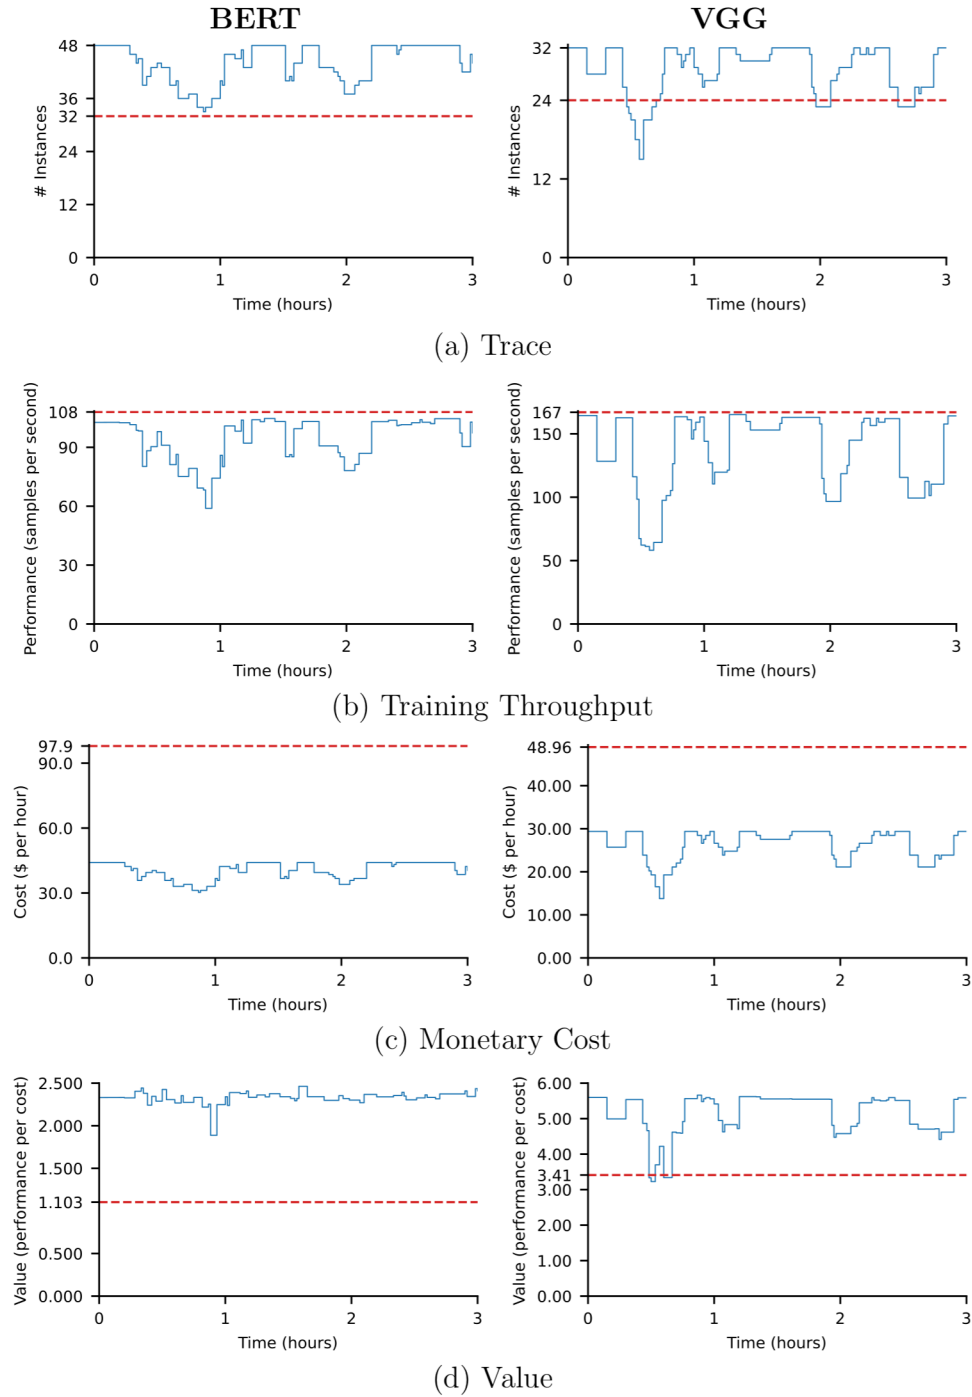 BERT VGG
48
36
32
24
12
0
# Instances
0 1 2 3
Time (hours)
32
24
12
0
# Instances
0 1 2 3
Time (hours)
(a) Trace
108
90
60
30
0
Performance (samples per second)
0 1 2 3
Time (hours)
167
150
100
50
0
Performance (samples per second)
0 1 2 3
Time (hours)
(b) Training Throughput
97.9
90.0
60.0
30.0
0.0
Cost ($ per hour)
0 1 2 3
Time (hours)
48.96
40.00
30.00
20.00
10.00
0.00
Cost ($ per hour)
0 1 2 3
Time (hours)
(c) Monetary Cost
2.500
2.000
1.500
1.103
0.500
0.000
Value (performance per cost)
0 1 2 3
Time (hours)
6.00
5.00
4.00
3.41
3.00
2.00
1.00
0.00
Value (performance per cost)
0 1 2 3
Time (hours)
(d) Value